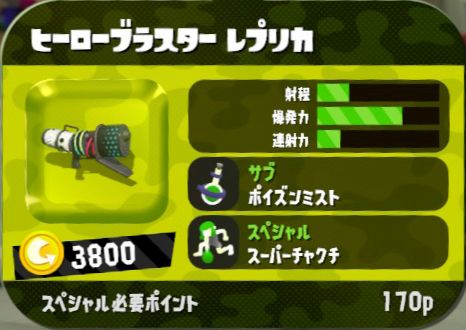 ヒーローブラスター レプリカ
射程
爆発力
連射力
サブ
ポイズンミスト
3800
スペシャル
スーパーチャクチ
スペシャル必要ポイント 170p